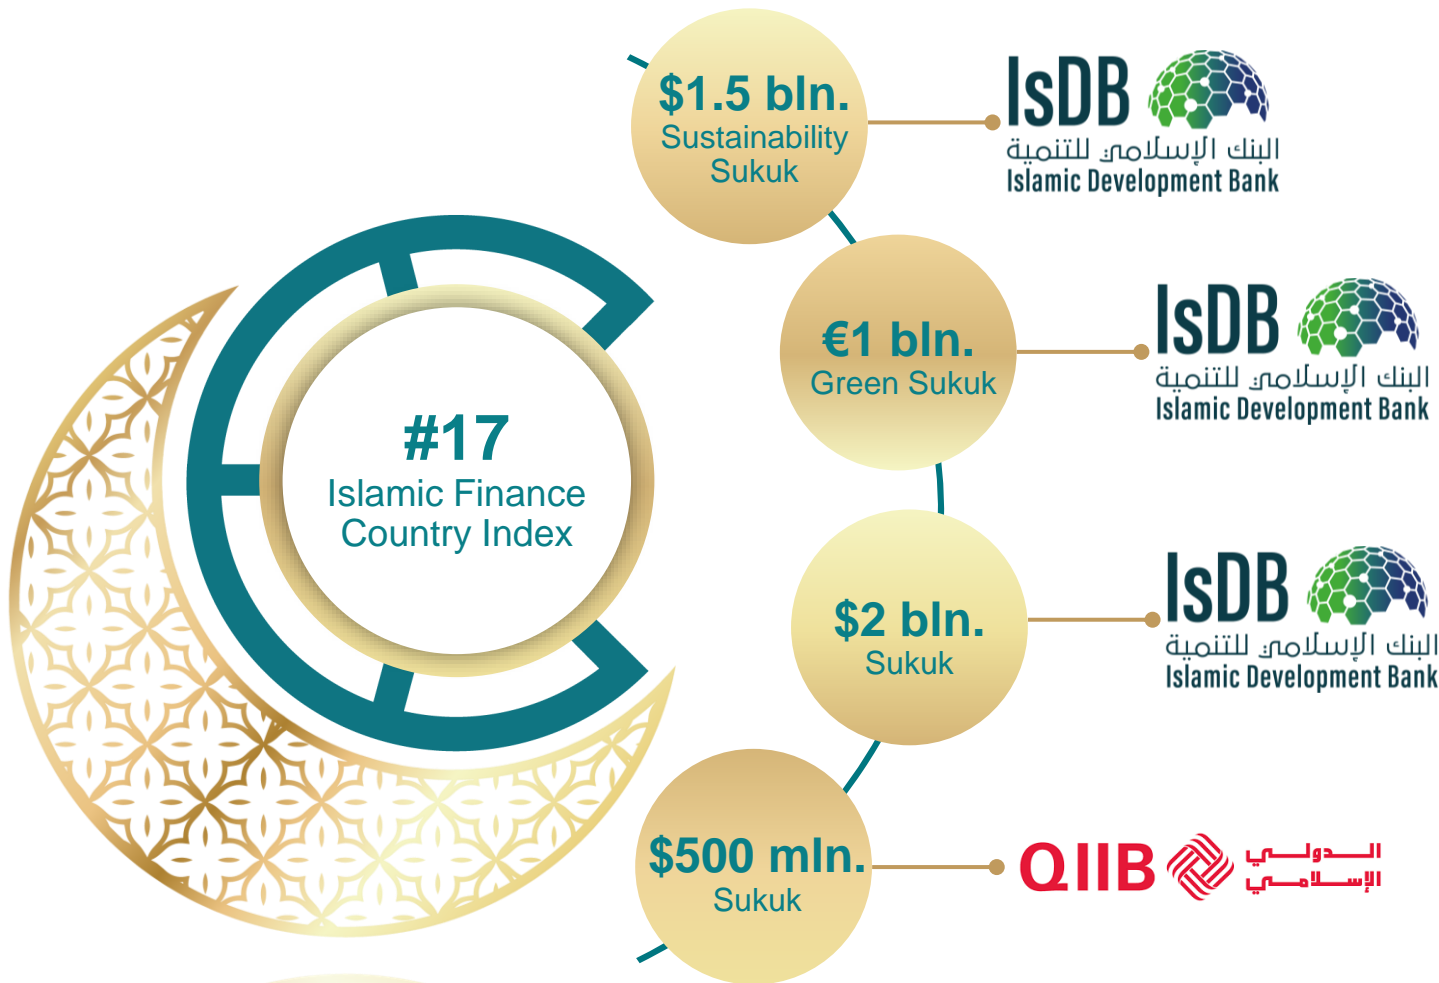 #17
Islamic Finance
Country Index
$1.5 bln.
Sustainability
Sukuk
IsDB
البنك الإسلامي للتنمية
Islamic Development Bank
€1 bln.
Green Sukuk
IsDB
البنك الإسلامي للتنمية
Islamic Development Bank
$2 bln.
Sukuk
IsDB
البنك الإسلامي للتنمية
Islamic Development Bank
$500 mln.
Sukuk
QIIB
الدولي
الإسلامي